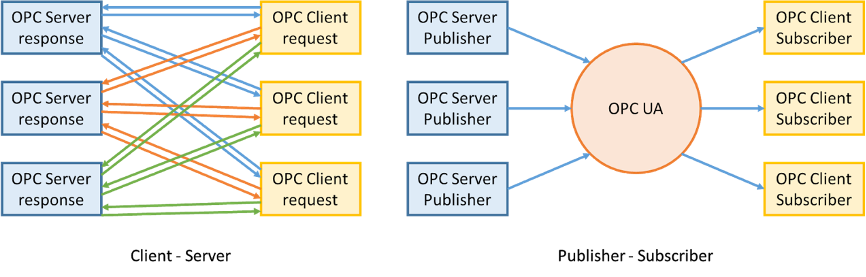 OPC Server
response
OPC Client
request
OPC Server
response
OPC Client
request
OPC Server
response
OPC Client
request
Client - Server
OPC Server
Publisher
OPC Client
Subscriber
OPC Server
Publisher
OPC UA
OPC Client
Subscriber
OPC Server
Publisher
OPC Client
Subscriber
Publisher - Subscriber